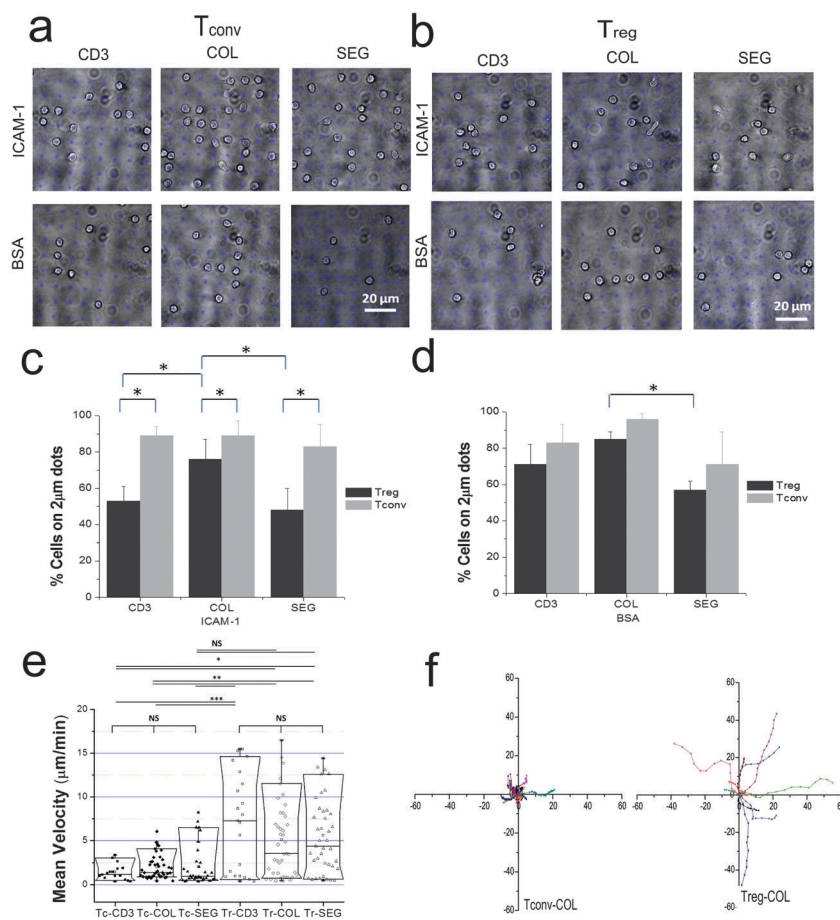 a
Tconv
CD3
COL
SEG
ICAM-1
BSA
20 μm
b
Treg
CD3
COL
SEG
ICAM-1
BSA
20 μm
c
*
*
*
*
*
% Cells on 2μm dots
80
60
40
20
0
Treg
Tconv
CD3
COL
SEG
ICAM-1
d
*
% Cells on 2μm dots
100
80
60
40
20
0
Treg
Tconv
CD3
COL
SEG
BSA
e
NS
*
**
***
NS
NS
Mean Velocity (μm/min)
20
15
10
5
0
Tc-CD3 Tc-COL Tc-SEG Tr-CD3 Tr-COL Tr-SEG
f
60
40
20
-60 -40 -20 0 20 40 60
-20
-40
-60
Tconv-COL
60
40
20
0
-60 -40 -20 0 20 40 60
-20
-40
-60
Treg-COL